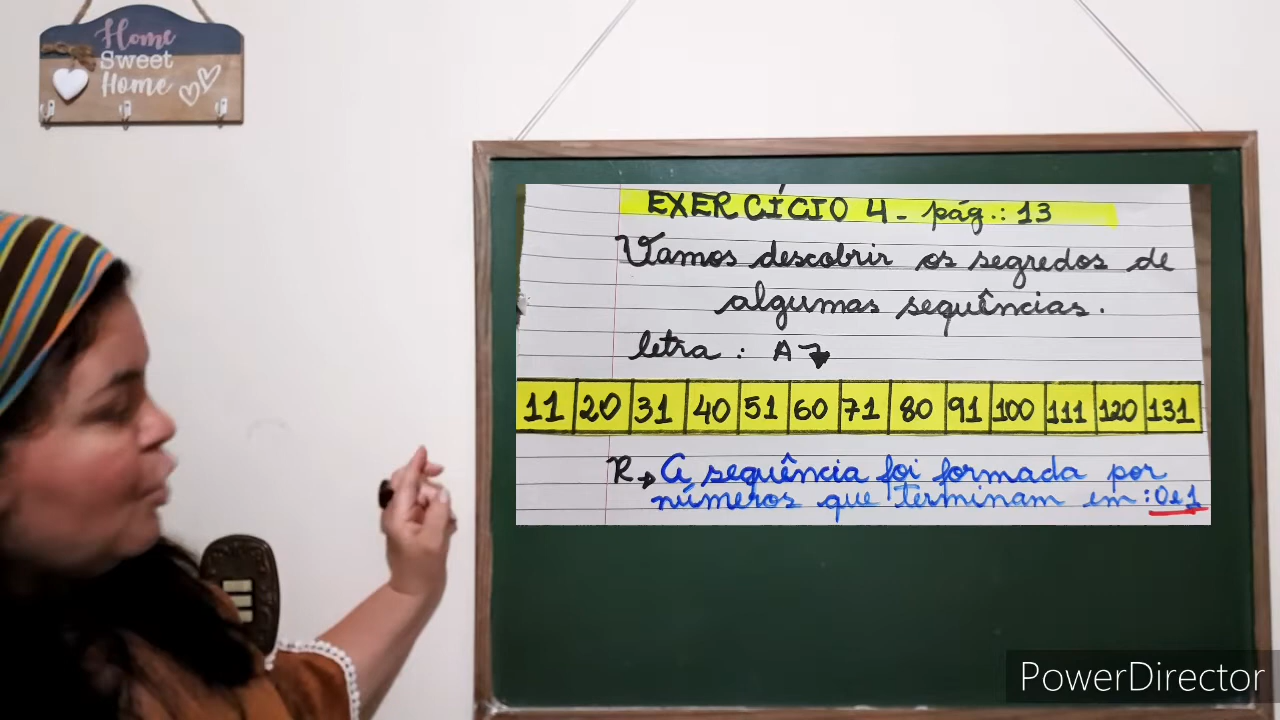 Home
Sweet
Home
EXERCÍCIO 4 - pág.: 13
Vamos descobrir os segredos de
algumas sequências.
letra : A
11 20 31 40 51 60 71 80 91 100 111 120 131
R → A sequência foi formada por
números que terminam em : 0 e 1
PowerDirector